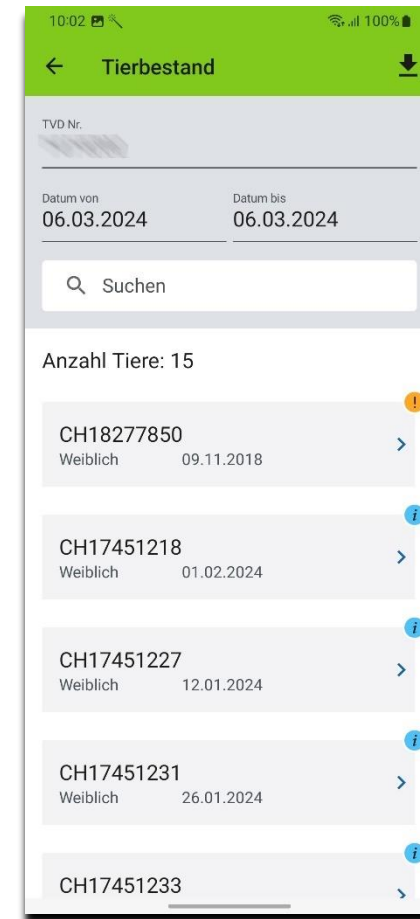 10:02 100%
Tierbestand
TVD Nr.
Datum von Datum bis
06.03.2024 06.03.2024
Suchen
Anzahl Tiere: 15
!
CH18277850
Weiblich 09.11.2018
i
CH17451218
Weiblich 01.02.2024
i
CH17451227
Weiblich 12.01.2024
i
CH17451231
Weiblich 26.01.2024
i
CH17451233